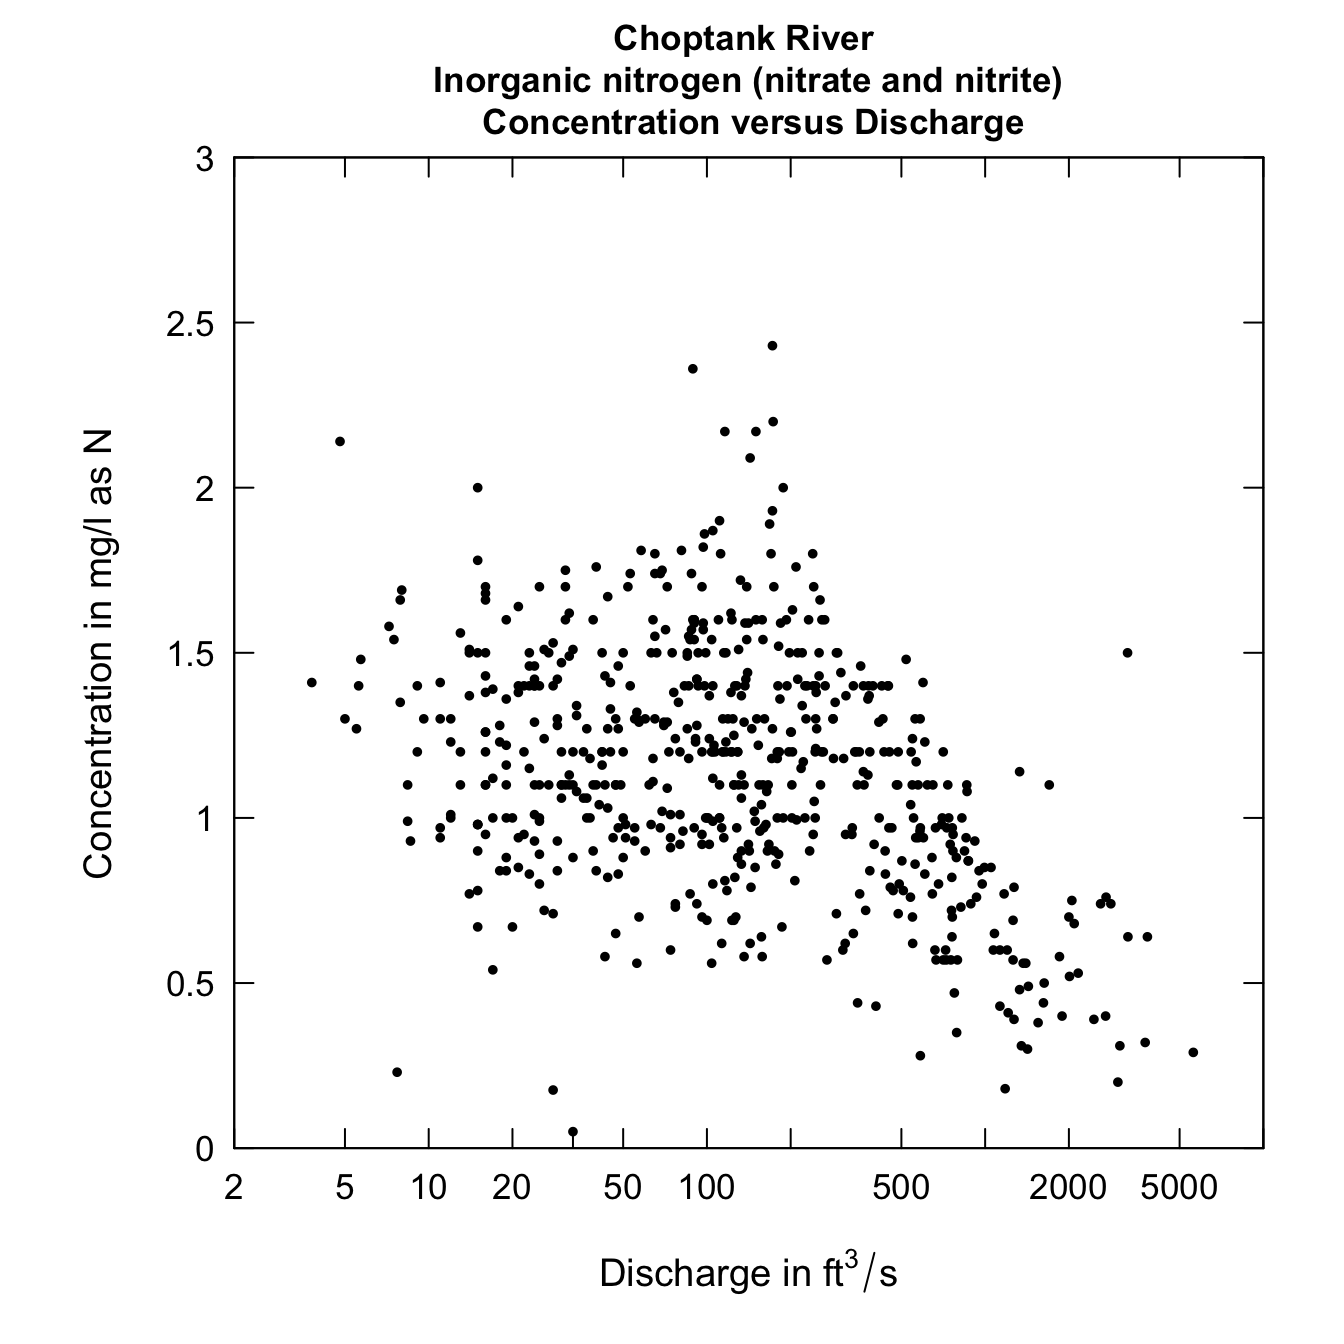 Choptank River
Inorganic nitrogen (nitrate and nitrite)
Concentration versus Discharge
3
2.5
2
1.5
1
0.5
0
Concentration in mg/l as N
2 5 10 20 50 100 500 2000 5000
Discharge in ft³/s